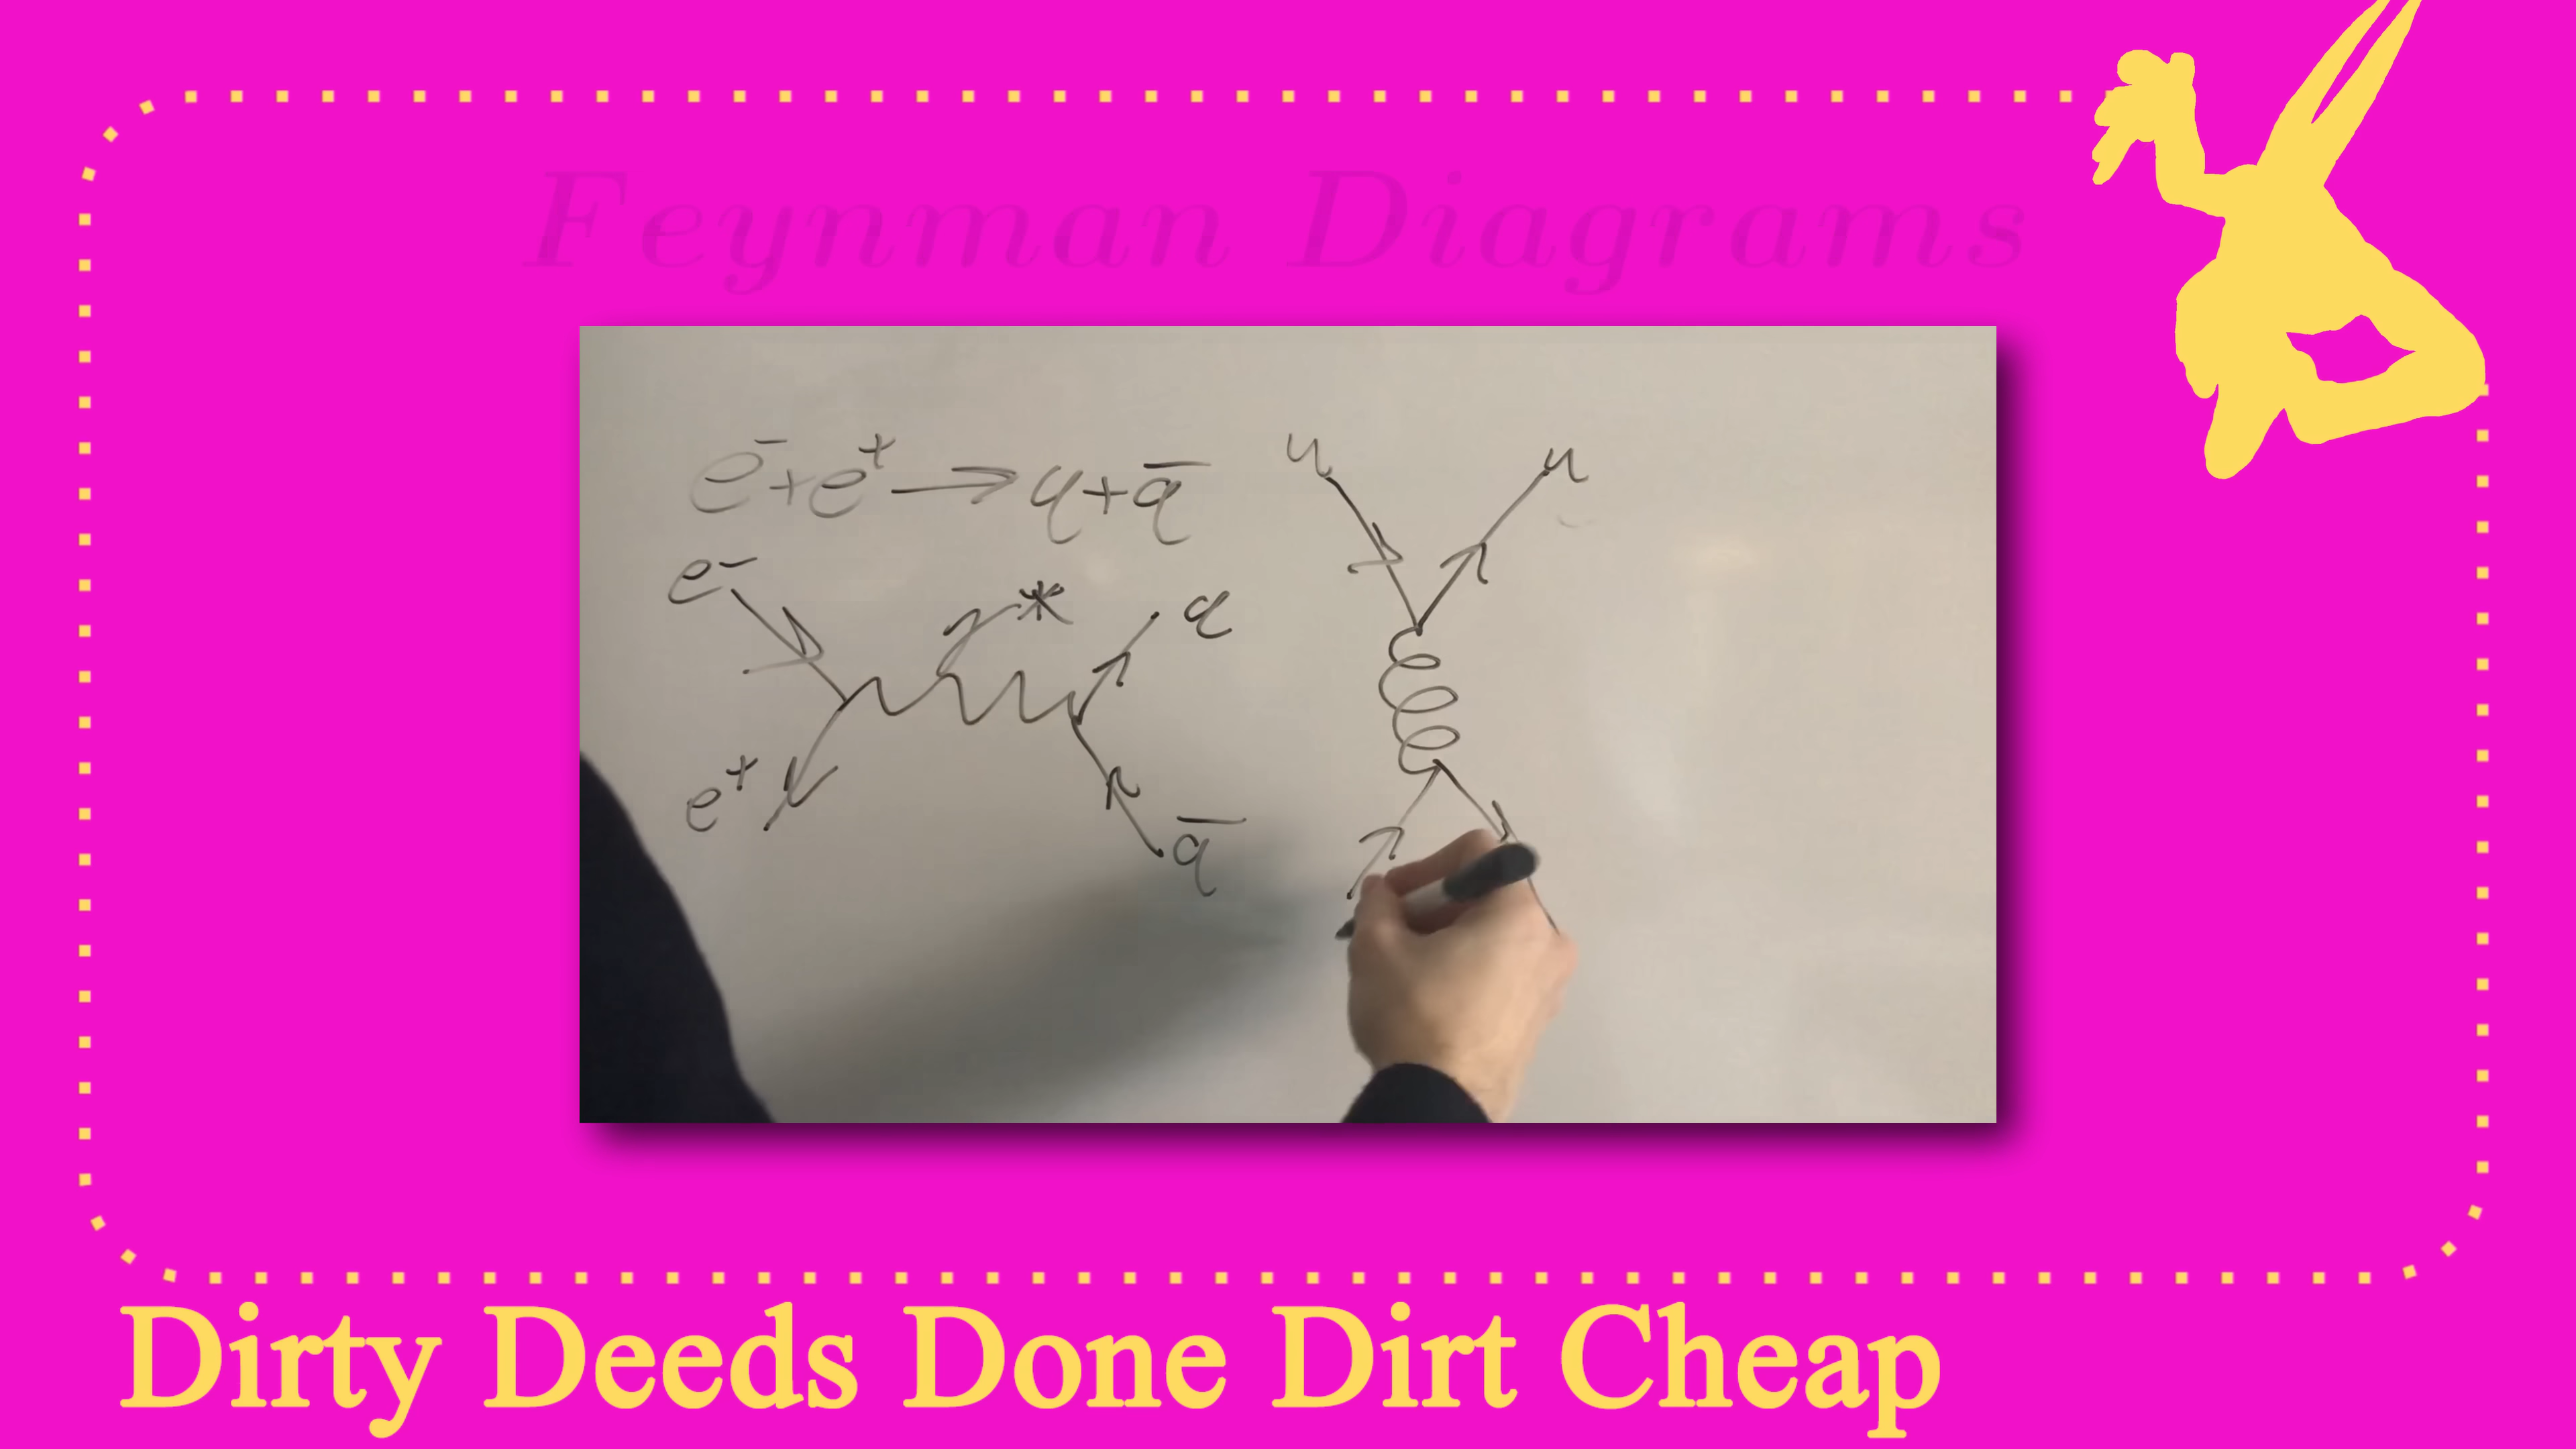 Feynman Diagrams
e⁻+e⁺→q+q̅
u
u
e⁻
γ*
q
e⁺
q̅
Dirty Deeds Done Dirt Cheap